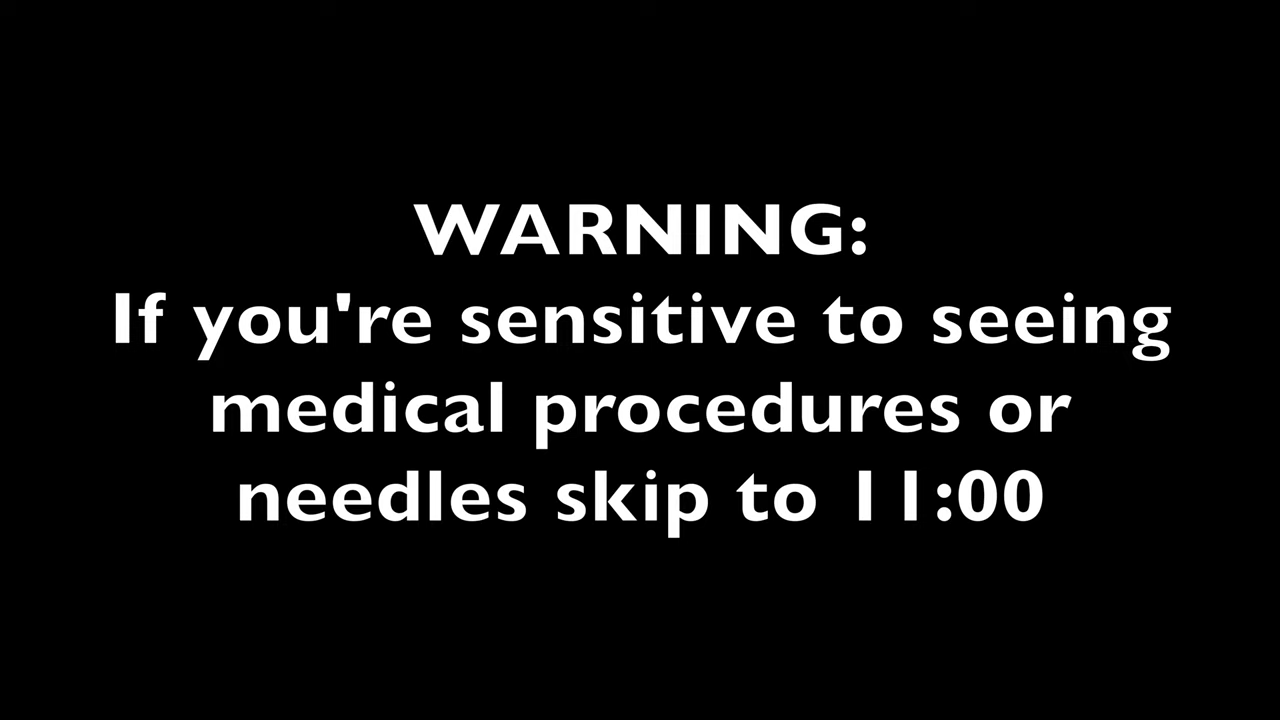 WARNING:
If you're sensitive to seeing
medical procedures or
needles skip to 11:00